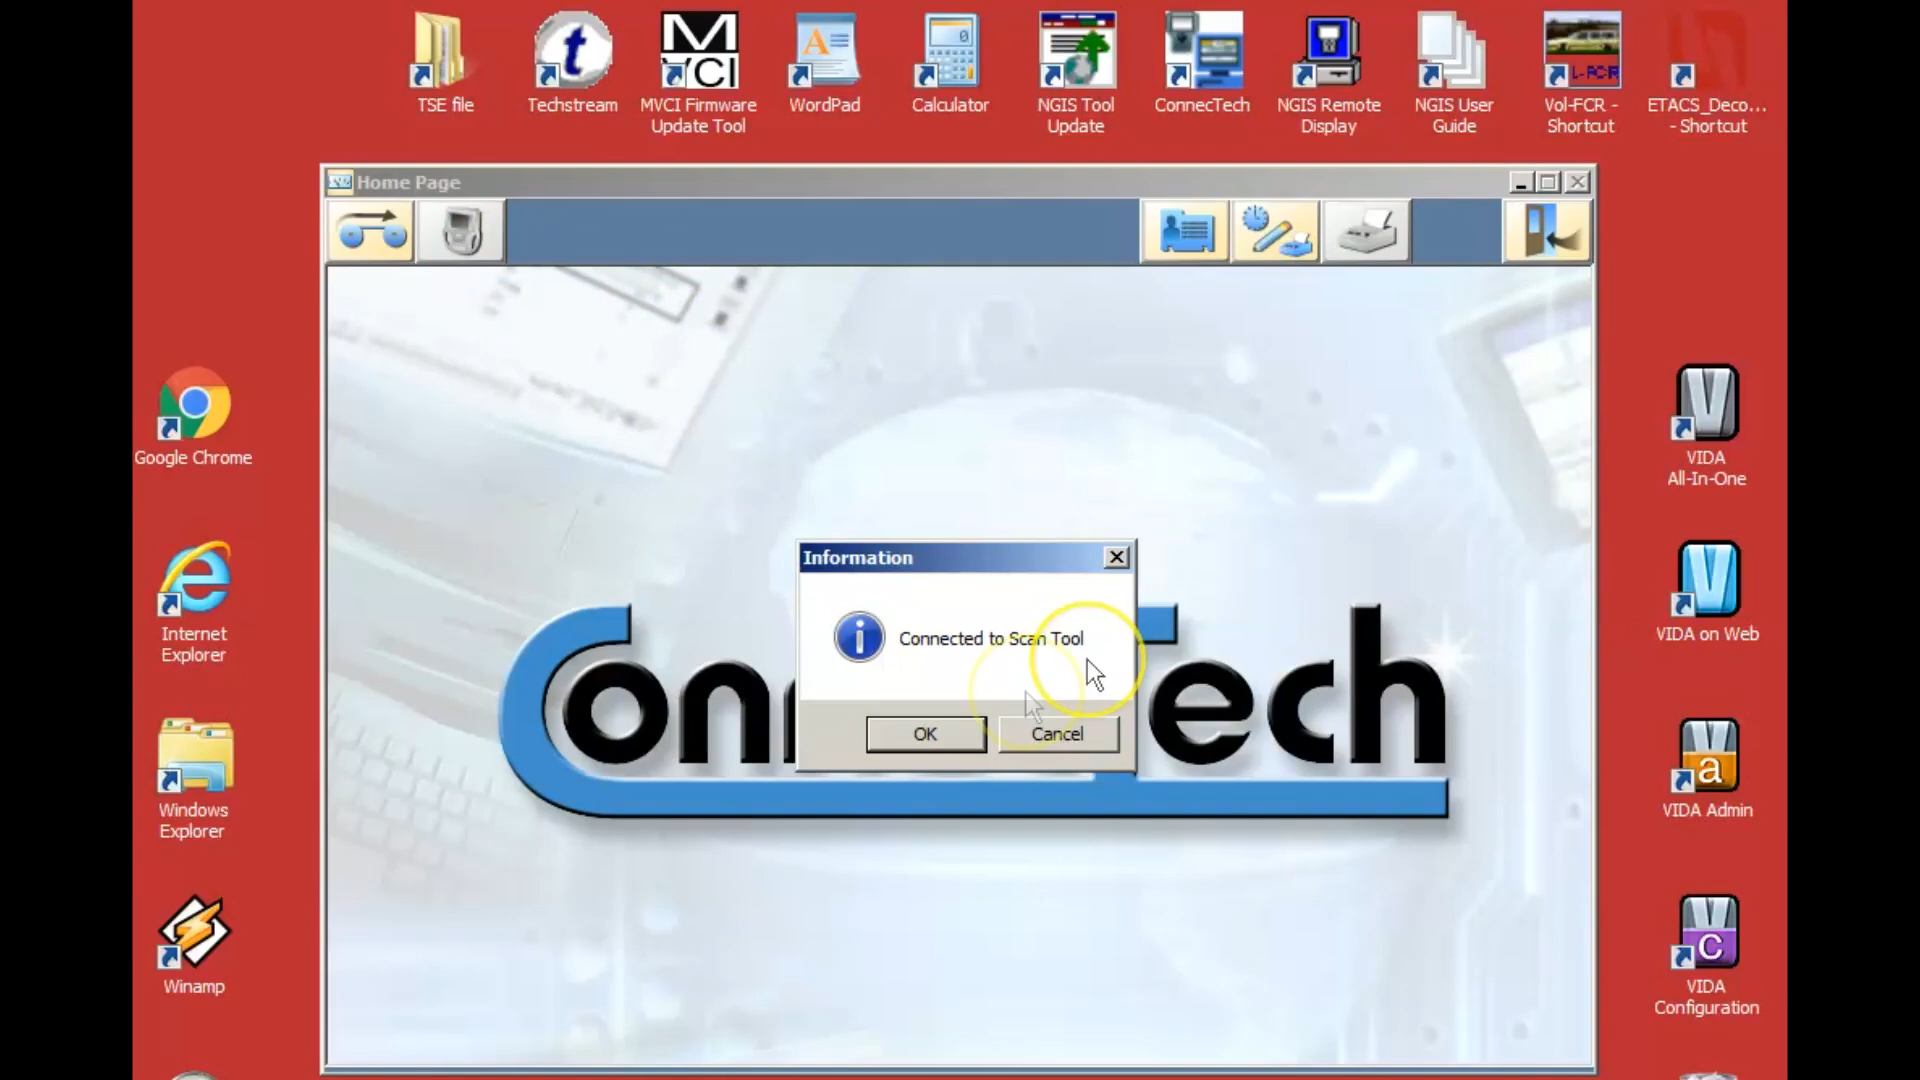 TSE file
Techstream
MVCI Firmware
Update Tool
WordPad
Calculator
NGIS Tool
Update
ConnecTech
NGIS Remote
Display
NGIS User
Guide
Vol-FCR -
Shortcut
ETACS_Deco...
- Shortcut
Home Page
Google Chrome
Internet
Explorer
Windows
Explorer
Winamp
Information
Connected to Scan Tool
OK
Cancel
VIDA
All-In-One
VIDA on Web
VIDA Admin
VIDA
Configuration